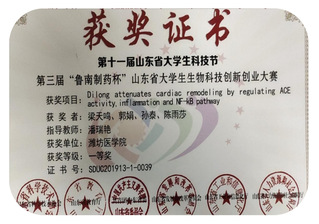 获奖证书
第十一届山东省大学生科技节
第三届“鲁南制药杯”山东省大学生生物科技创新创业大赛
获奖项目：Dilong attenuates cardiac remodeling by regulating ACE
activity,inflammation and NF-kB pathway
获奖者：梁天鸣、郭娟、孙泰、陈雨莎
指导教师：潘瑞艳
获奖单位：潍坊医学院
获奖等级：一等奖
证书号：SDUC201913-1-0039